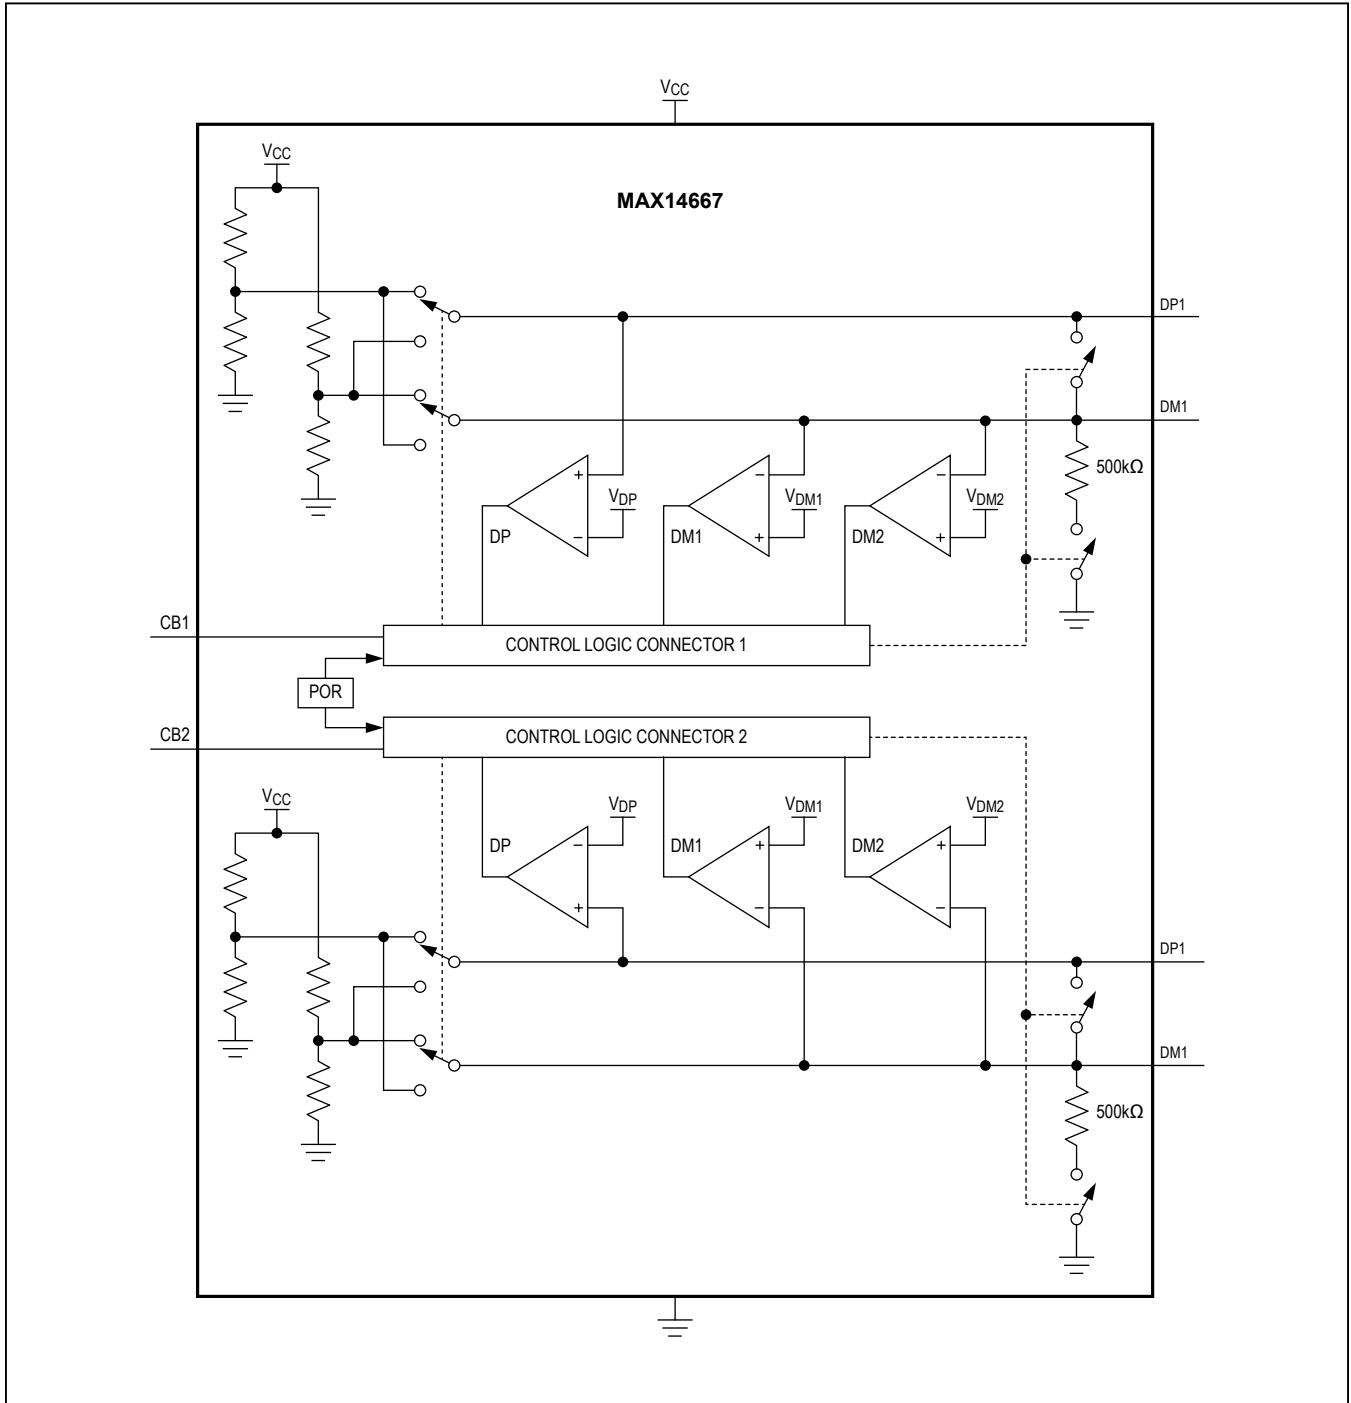 VCC
VCC
MAX14667
DP1
DM1
500kΩ
+
−
−
VDP
VDM1
VDM2
−
+
+
DP
DM1
DM2
CB1
CONTROL LOGIC CONNECTOR 1
POR
CB2
CONTROL LOGIC CONNECTOR 2
VCC
VDP
VDM1
VDM2
DP
DM1
DM2
−
+
+
+
−
−
DP1
DM1
500kΩ